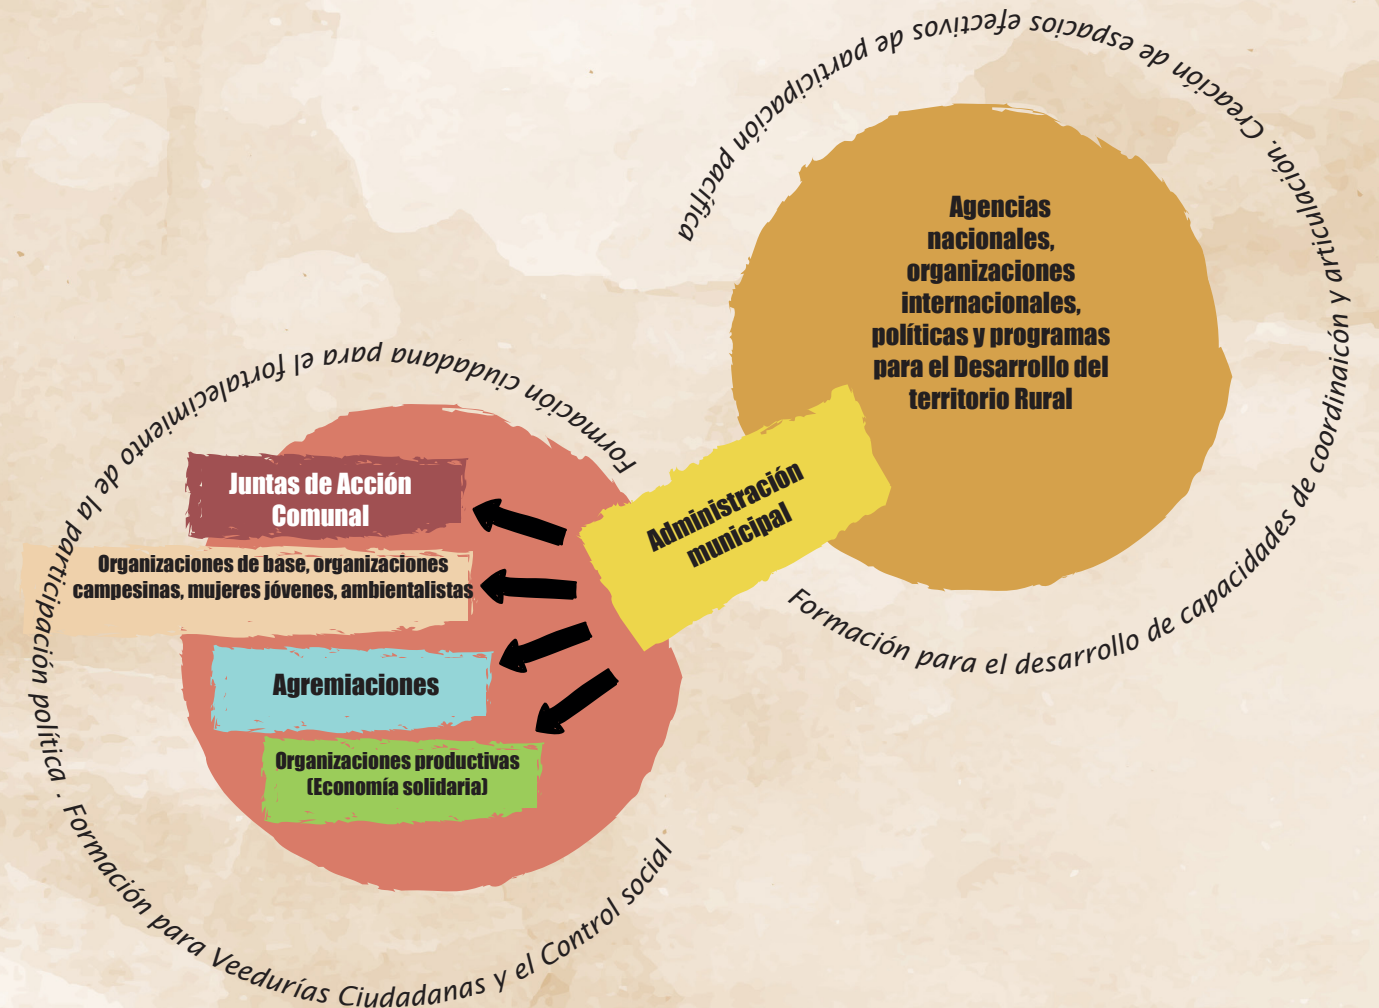 Formación para el desarrollo de capacidades de coordinaicón y articulación. Creación de espacios efectivos de participación pacífica
Agencias
nacionales,
organizaciones
internacionales,
políticas y programas
para el Desarrollo del
territorio Rural
Administración
municipal
Formación ciudadana para el fortalecimiento de la participación política . Formación para Veedurías Ciudadanas y el Control social
Juntas de Acción
Comunal
Organizaciones de base, organizaciones
campesinas, mujeres jóvenes, ambientalistas
Agremiaciones
Organizaciones productivas
(Economía solidaria)